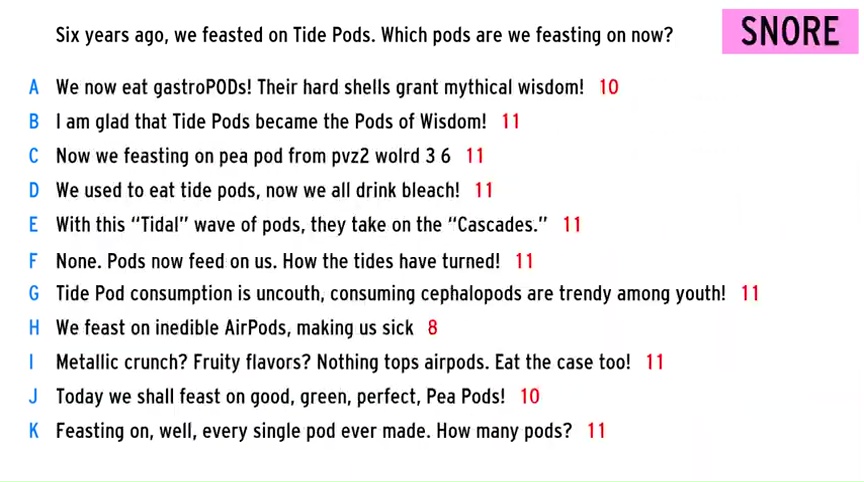 Six years ago, we feasted on Tide Pods. Which pods are we feasting on now?
SNORE
A We now eat gastroPODs! Their hard shells grant mythical wisdom! 10
B I am glad that Tide Pods became the Pods of Wisdom! 11
C Now we feasting on pea pod from pvz2 wolrd 3 6 11
D We used to eat tide pods, now we all drink bleach! 11
E With this “Tidal” wave of pods, they take on the “Cascades.” 11
F None. Pods now feed on us. How the tides have turned! 11
G Tide Pod consumption is uncouth, consuming cephalopods are trendy among youth! 11
H We feast on inedible AirPods, making us sick 8
I Metallic crunch? Fruity flavors? Nothing tops airpods. Eat the case too! 11
J Today we shall feast on good, green, perfect, Pea Pods! 10
K Feasting on, well, every single pod ever made. How many pods? 11